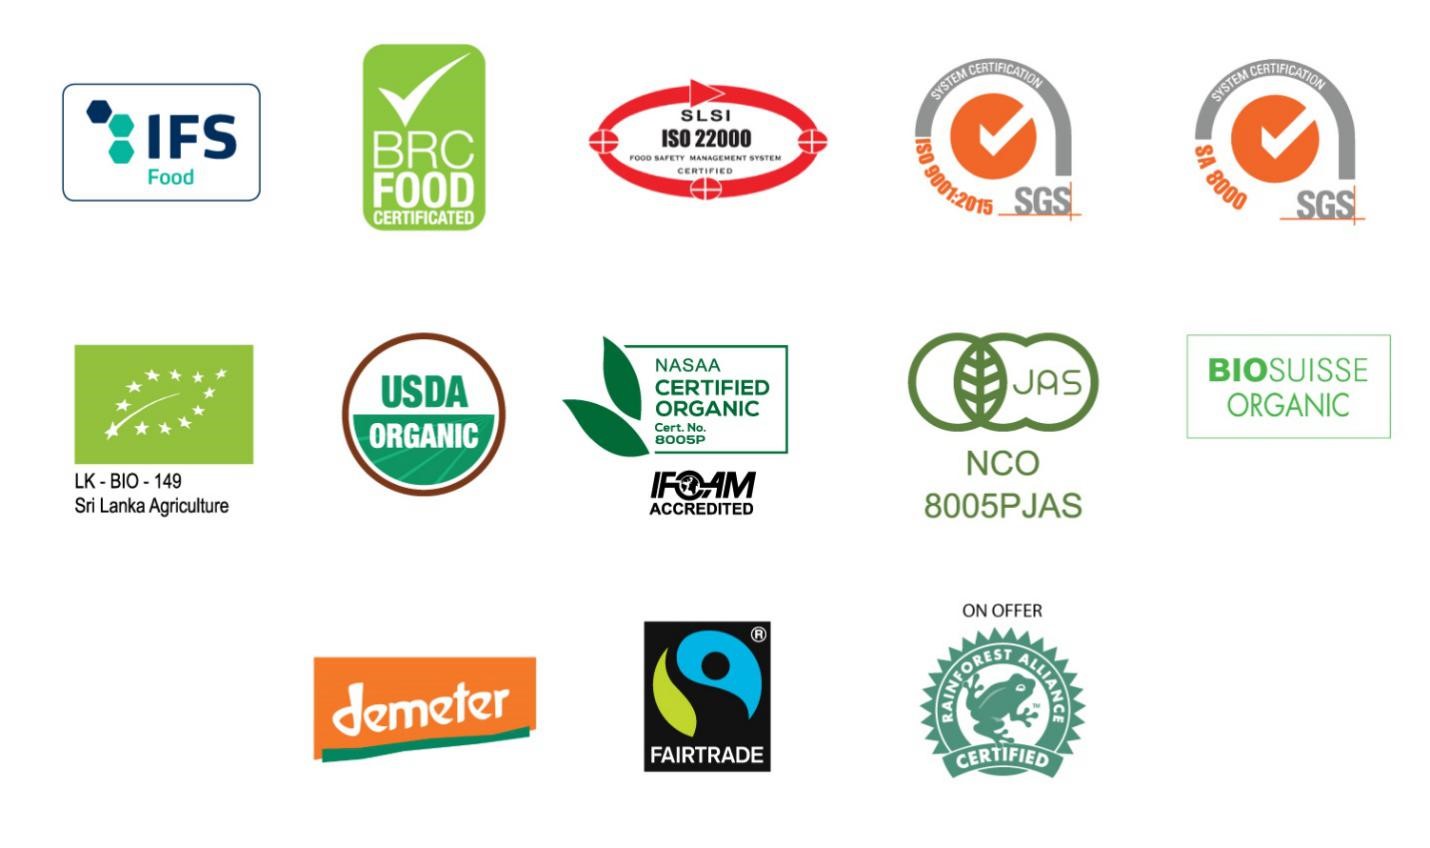 IFS
Food
BRC
FOOD
CERTIFICATED
SLSI
ISO 22000
FOOD SAFETY MANAGEMENT SYSTEM
CERTIFIED
SYSTEM CERTIFICATION
ISO 9001:2015
SGS
SYSTEM CERTIFICATION
SA 8000
SGS
LK - BIO - 149
Sri Lanka Agriculture
USDA
ORGANIC
NASAA
CERTIFIED
ORGANIC
Cert. No.
8005P
IFOAM
ACCREDITED
JAS
NCO
8005PJAS
BIOSUISSE
ORGANIC
demeter
®
FAIRTRADE
ON OFFER
RAINFOREST ALLIANCE
TM
CERTIFIED